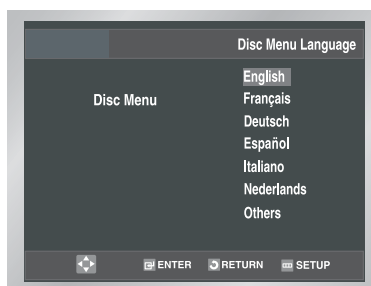 Disc Menu Language
English
Disc Menu
Français
Deutsch
Español
Italiano
Nederlands
Others
ENTER RETURN SETUP